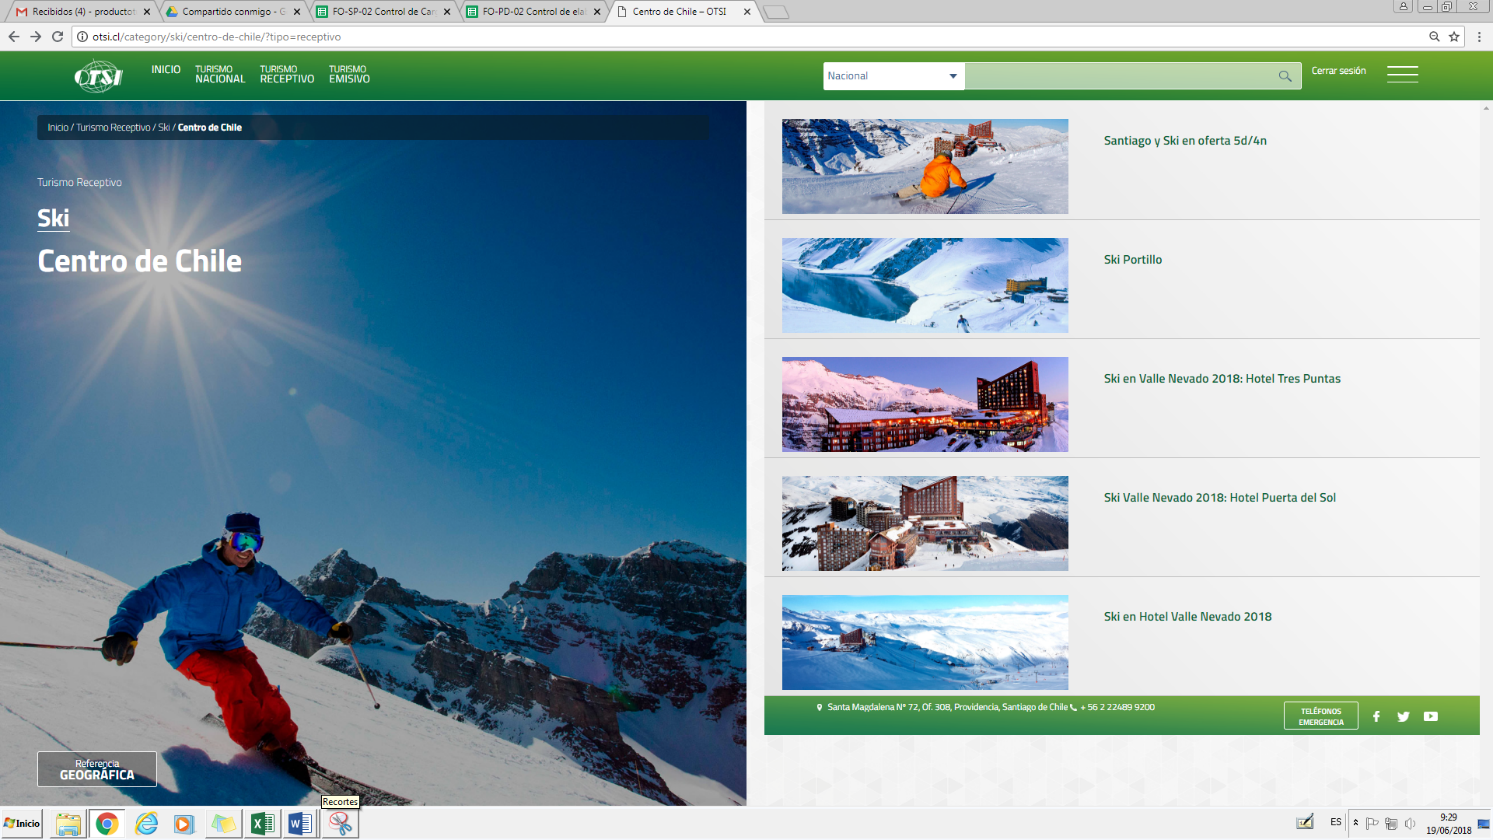 Recibidos (4) - productot
Compartido conmigo - G
FO-SP-02 Control de Car
FO-PD-02 Control de ela
Centro de Chile – OTSI
otsi.cl/category/ski/centro-de-chile/?tipo=receptivo
OTSI
INICIO
TURISMO
NACIONAL
TURISMO
RECEPTIVO
TURISMO
EMISIVO
Nacional
Cerrar sesión
Inicio / Turismo Receptivo / Ski / Centro de Chile
Turismo Receptivo
Ski
Centro de Chile
Referencia
GEOGRÁFICA
Santiago y Ski en oferta 5d/4n
Ski Portillo
Ski en Valle Nevado 2018: Hotel Tres Puntas
Ski Valle Nevado 2018: Hotel Puerta del Sol
Ski en Hotel Valle Nevado 2018
Santa Magdalena N° 72, Of. 308, Providencia, Santiago de Chile + 56 2 22489 9200
TELÉFONOS
EMERGENCIA
Recortes
Inicio
ES
9:29
19/06/2018